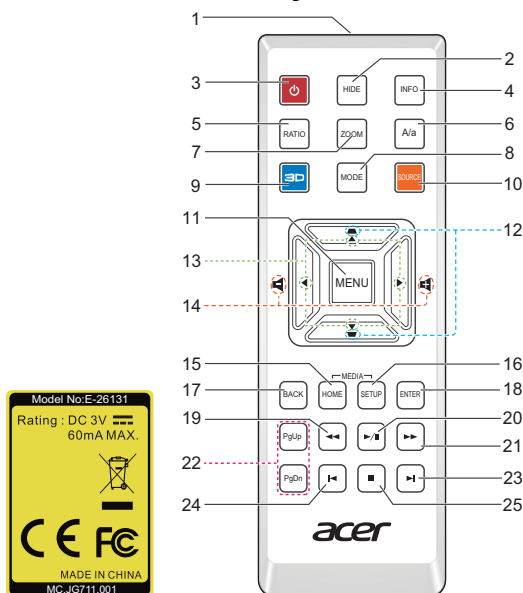 1
2
3
HIDE
INFO
4
5
RATIO
ZOOM
A/a
6
7
8
3D
MODE
SOURCE
9
10
11
12
13
MENU
14
15
MEDIA
16
17
BACK
HOME
SETUP
ENTER
18
19
20
PgUp
21
22
PgDn
23
24
25
acer
Model No:E-26131
Rating : DC 3V
60mA MAX.
CE FC
MADE IN CHINA
MC.JG711.001